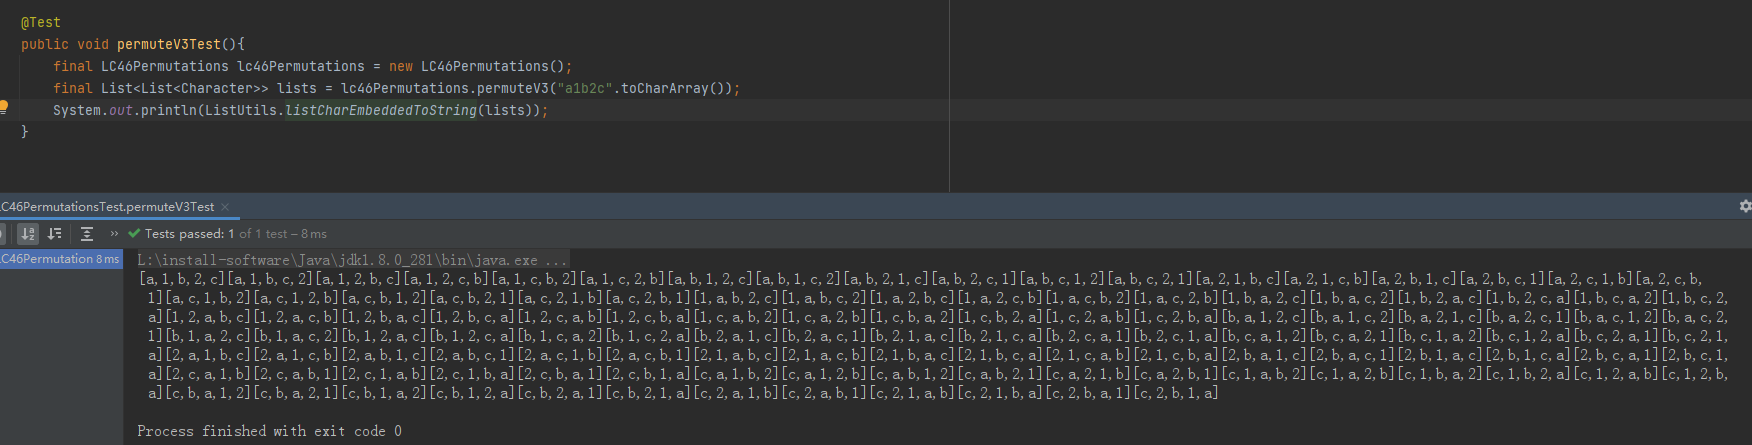 @Test
public void permuteV3Test(){
final LC46Permutations lc46Permutations = new LC46Permutations();
final List<List<Character>> lists = lc46Permutations.permuteV3("a1b2c".toCharArray());
System.out.println(ListUtils.listCharEmbeddedToString(lists));
}
LC46PermutationsTest.permuteV3Test ×
Tests passed: 1 of 1 test – 8 ms
LC46Permutation 8 ms
L:\install-software\Java\jdk1.8.0_281\bin\java.exe ...
[a,1,b,2,c][a,1,b,c,2][a,1,2,b,c][a,1,2,c,b][a,1,c,b,2][a,1,c,2,b][a,b,1,2,c][a,b,1,c,2][a,b,2,1,c][a,b,2,c,1][a,b,c,1,2][a,b,c,2,1][a,2,1,b,c][a,2,1,c,b][a,2,b,1,c][a,2,b,c,1][a,2,c,1,b][a,2,c,b,
1][a,c,1,b,2][a,c,1,2,b][a,c,b,1,2][a,c,b,2,1][a,c,2,1,b][a,c,2,b,1][1,a,b,2,c][1,a,b,c,2][1,a,2,b,c][1,a,2,c,b][1,a,c,b,2][1,a,c,2,b][1,b,a,2,c][1,b,a,c,2][1,b,2,a,c][1,b,2,c,a][1,b,c,a,2][1,b,c,2,
a][1,2,a,b,c][1,2,a,c,b][1,2,b,a,c][1,2,b,c,a][1,2,c,a,b][1,2,c,b,a][1,c,a,b,2][1,c,a,2,b][1,c,b,a,2][1,c,b,2,a][1,c,2,a,b][1,c,2,b,a][b,a,1,2,c][b,a,1,c,2][b,a,2,1,c][b,a,2,c,1][b,a,c,1,2][b,a,c,2,
1][b,1,a,2,c][b,1,a,c,2][b,1,2,a,c][b,1,2,c,a][b,1,c,a,2][b,1,c,2,a][b,2,a,1,c][b,2,a,c,1][b,2,1,a,c][b,2,1,c,a][b,2,c,a,1][b,2,c,1,a][b,c,a,1,2][b,c,a,2,1][b,c,1,a,2][b,c,1,2,a][b,c,2,a,1][b,c,2,1,
a][2,a,1,b,c][2,a,1,c,b][2,a,b,1,c][2,a,b,c,1][2,a,c,1,b][2,a,c,b,1][2,1,a,b,c][2,1,a,c,b][2,1,b,a,c][2,1,b,c,a][2,1,c,a,b][2,1,c,b,a][2,b,a,1,c][2,b,a,c,1][2,b,1,a,c][2,b,1,c,a][2,b,c,a,1][2,b,c,1,
a][2,c,a,1,b][2,c,a,b,1][2,c,1,a,b][2,c,1,b,a][2,c,b,a,1][2,c,b,1,a][c,a,1,b,2][c,a,1,2,b][c,a,b,1,2][c,a,b,2,1][c,a,2,1,b][c,a,2,b,1][c,1,a,b,2][c,1,a,2,b][c,1,b,a,2][c,1,b,2,a][c,1,2,a,b][c,1,2,b,
a][c,b,a,1,2][c,b,a,2,1][c,b,1,a,2][c,b,1,2,a][c,b,2,a,1][c,b,2,1,a][c,2,a,1,b][c,2,a,b,1][c,2,1,a,b][c,2,1,b,a][c,2,b,a,1][c,2,b,1,a]
Process finished with exit code 0